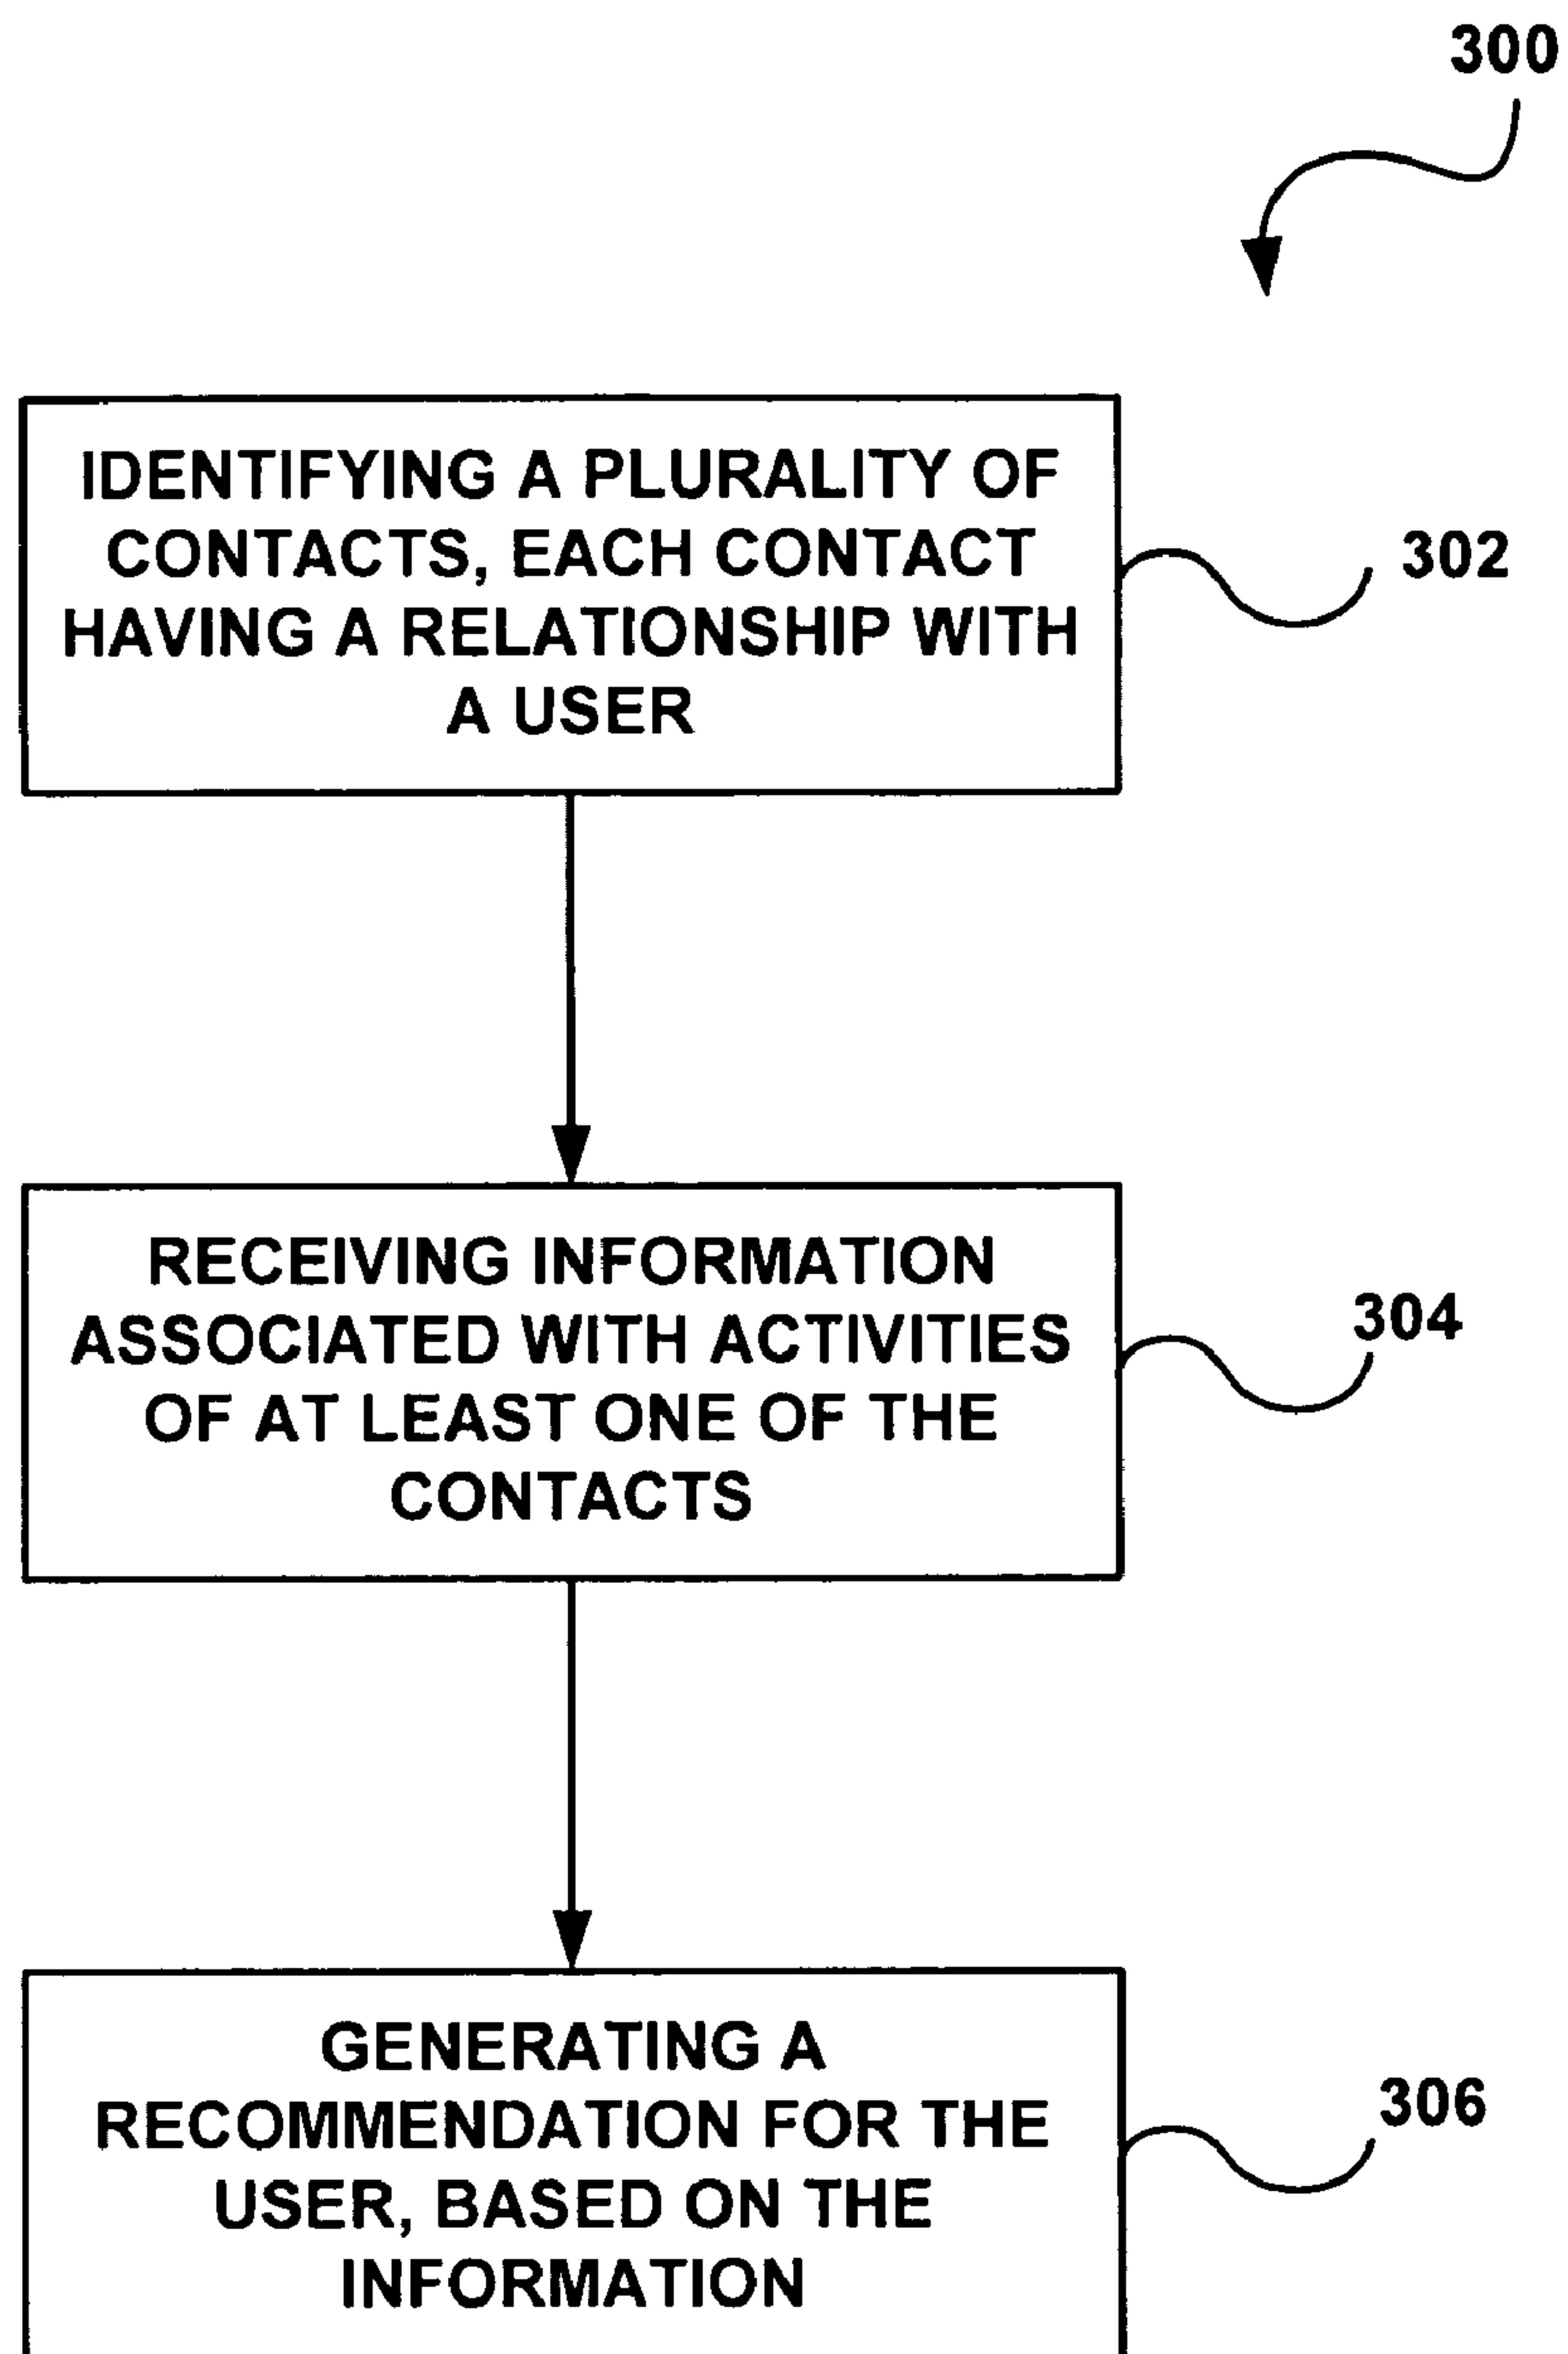 300
IDENTIFYING A PLURALITY OF
CONTACTS, EACH CONTACT
HAVING A RELATIONSHIP WITH
A USER
302
RECEIVING INFORMATION
ASSOCIATED WITH ACTIVITIES
OF AT LEAST ONE OF THE
CONTACTS
304
GENERATING A
RECOMMENDATION FOR THE
USER, BASED ON THE
INFORMATION
306